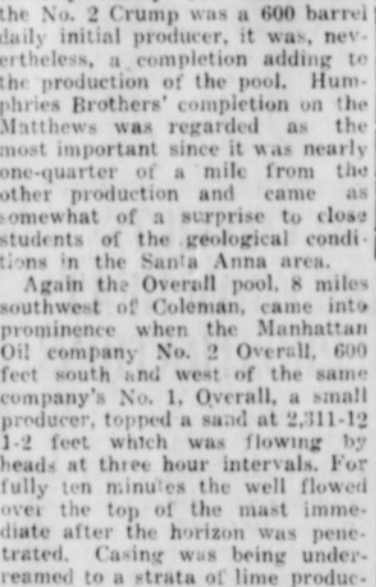 the No. 2 Crump was a 600 barrel
daily initial producer, it was, nev-
ertheless, a completion adding to
the production of the pool. Hum-
phries Brothers' completion on the
Matthews was regarded as the
most important since it was nearly
one-quarter of a mile from the
other production and came as
somewhat of a surprise to close
students of the geological condi-
tions in the Santa Anna area.
Again the Overall pool, 8 miles
southwest of Coleman, came into
prominence when the Manhattan
Oil company No. 2 Overall, 600
feet south and west of the same
company's No. 1, Overall, a small
producer, topped a sand at 2,311-12
1-2 feet which was flowing by
heads at three hour intervals. For
fully ten minutes the well flowed
over the top of the mast imme-
diate after the horizon was pene-
trated. Casing was being under-
reamed to a strata of lime produc-